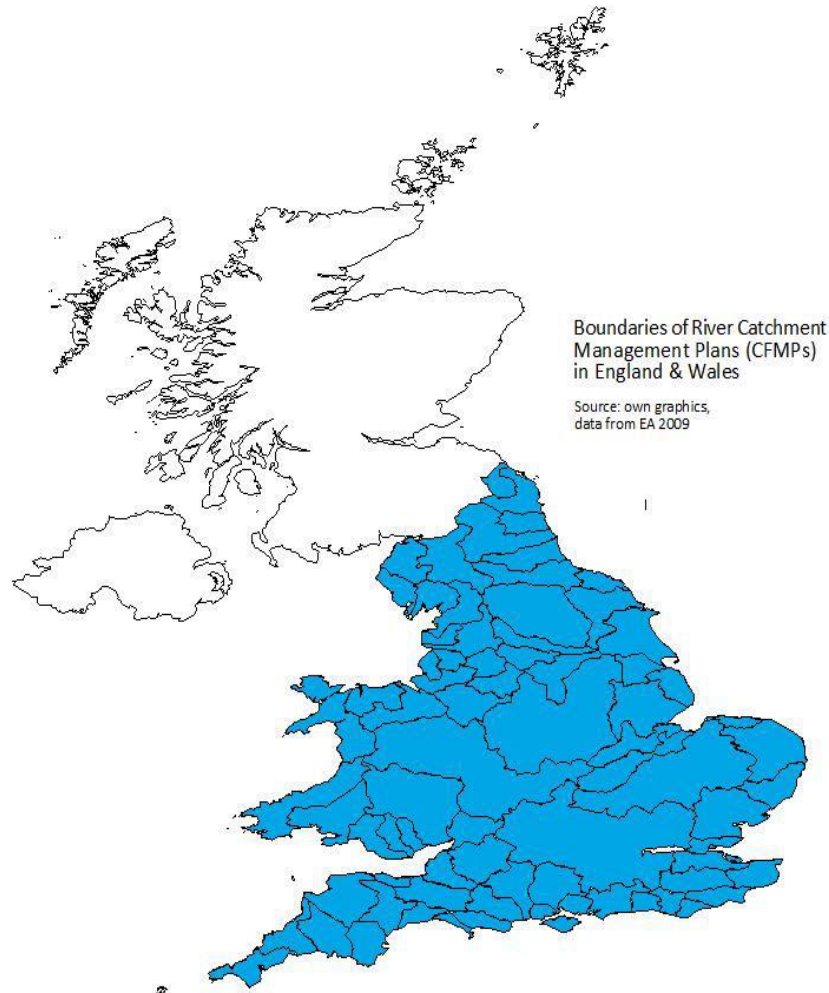 Boundaries of River Catchment
Management Plans (CFMPs)
in England & Wales
Source: own graphics,
data from EA 2009